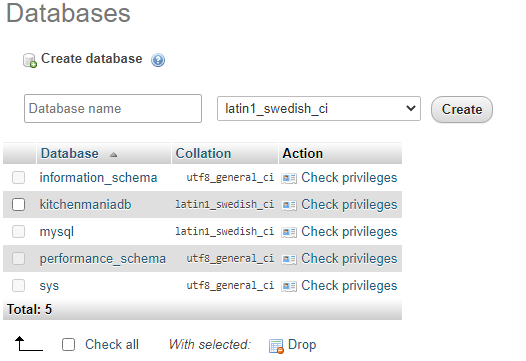 Databases
Create database
Database name latin1_swedish_ci Create
Database Collation Action
information_schema utf8_general_ci Check privileges
kitchenmaniadb latin1_swedish_ci Check privileges
mysql latin1_swedish_ci Check privileges
performance_schema utf8_general_ci Check privileges
sys utf8_general_ci Check privileges
Total: 5
Check all With selected: Drop